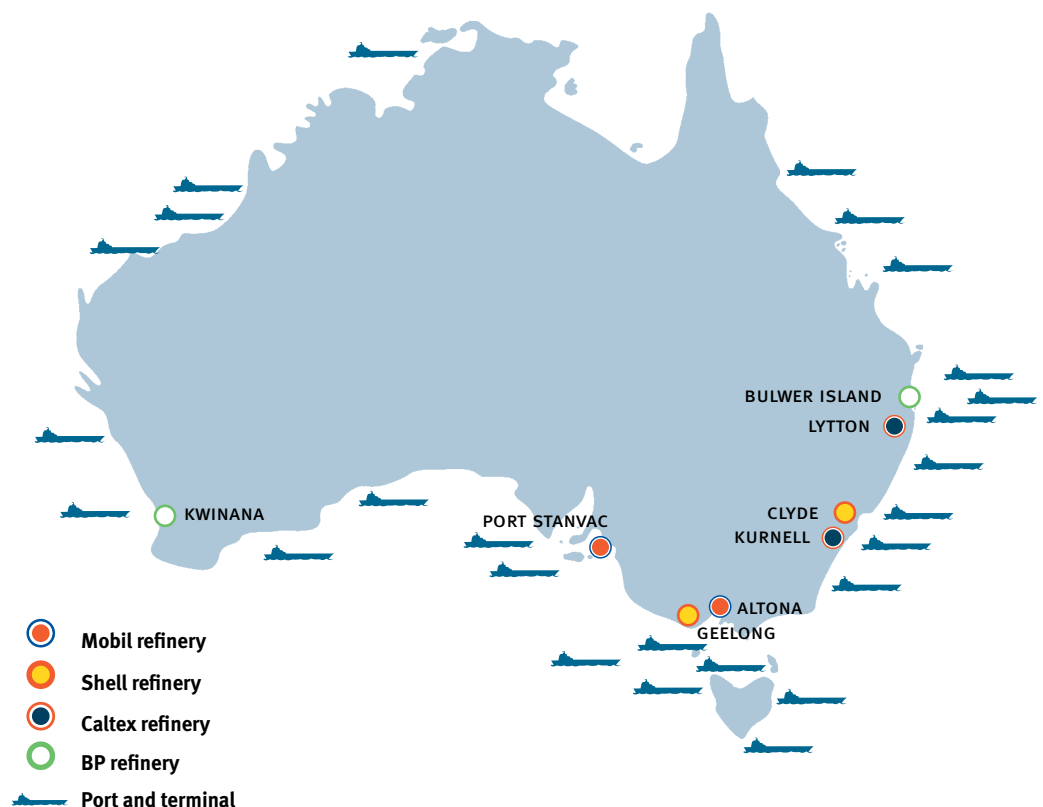 BULWER ISLAND
LYTTON
KWINANA
CLYDE
PORT STANVAC
KURNELL
ALTONA
GEELONG
Mobil refinery
Shell refinery
Caltex refinery
BP refinery
Port and terminal